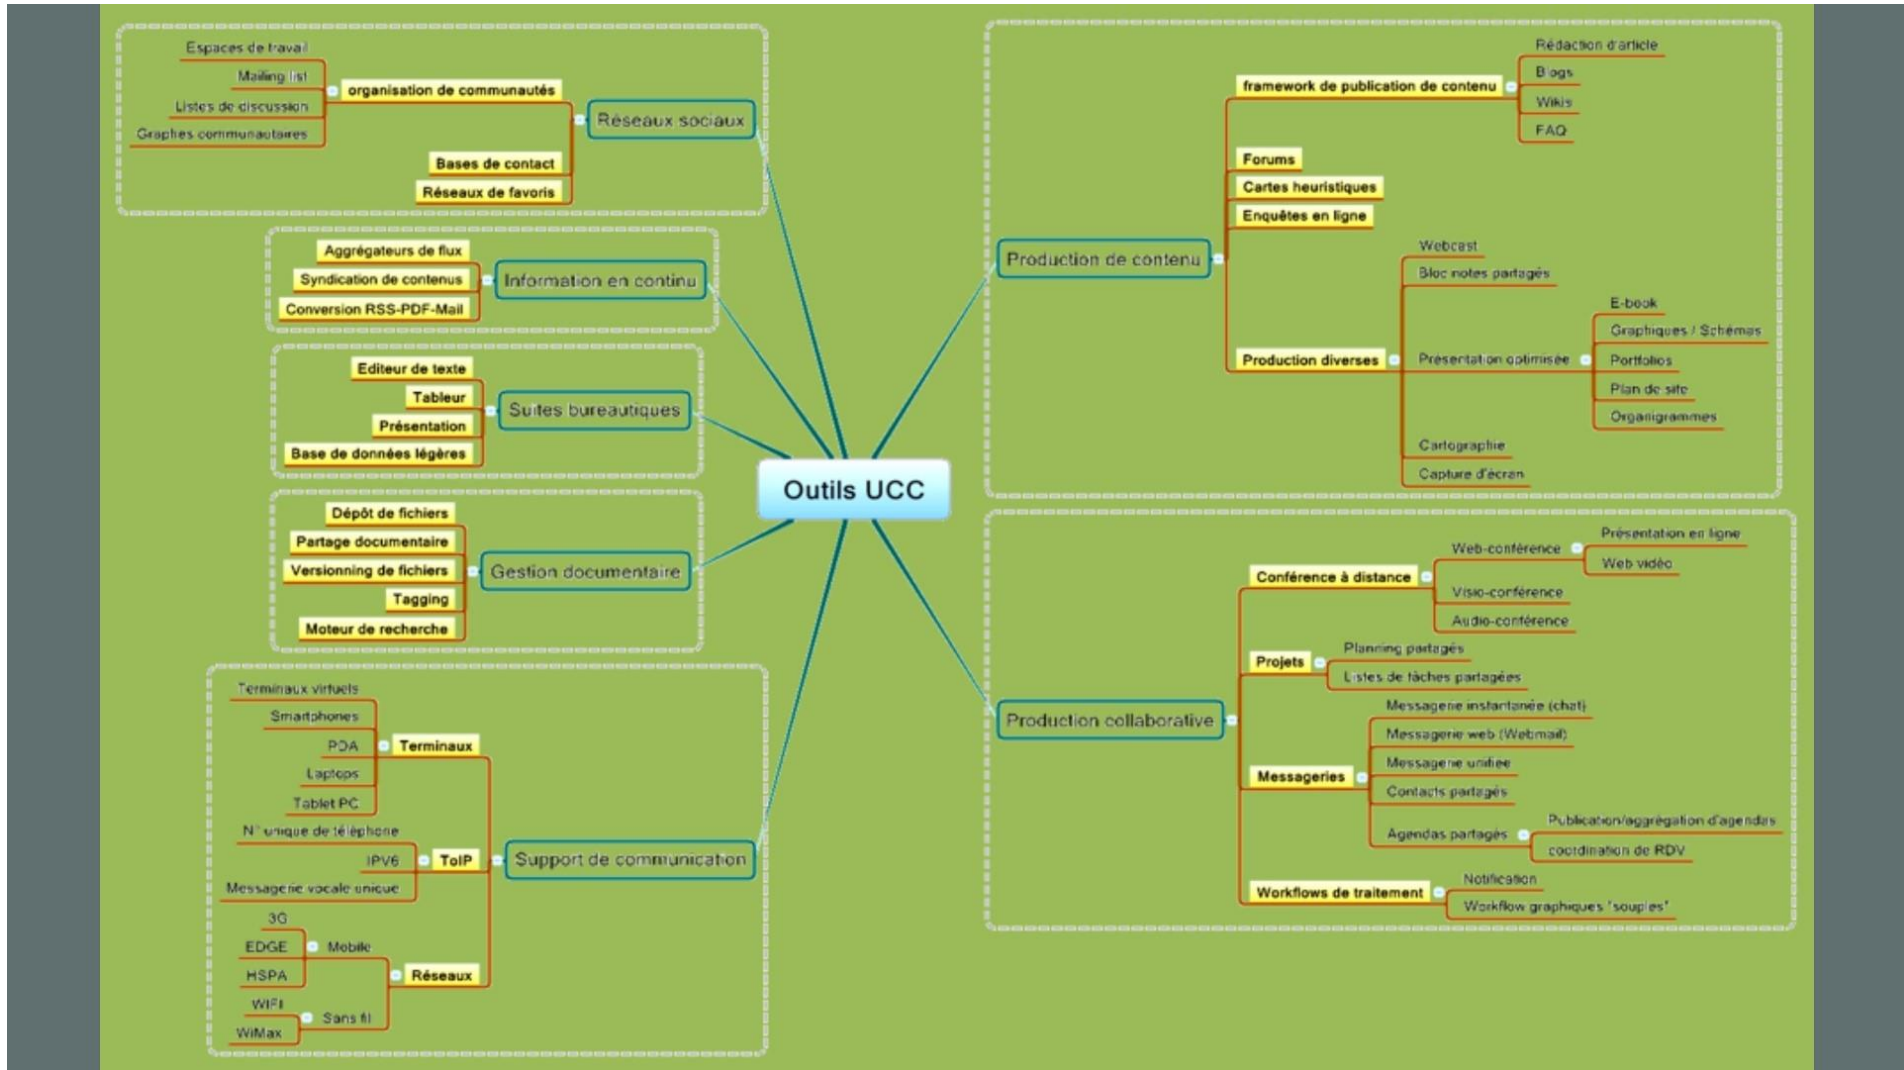 Outils UCC
Réseaux sociaux
organisation de communautés
Espaces de travail
Mailing list
Listes de discussion
Graphes communautaires
Bases de contact
Réseaux de favoris
Information en continu
Aggrégateurs de flux
Syndication de contenus
Conversion RSS-PDF-Mail
Suites bureautiques
Editeur de texte
Tableur
Présentation
Base de données légères
Gestion documentaire
Dépôt de fichiers
Partage documentaire
Versionning de fichiers
Tagging
Moteur de recherche
Support de communication
Terminaux
Terminaux virtuels
Smartphones
PDA
Laptops
Tablet PC
ToIP
N° unique de téléphone
IPV6
Messagerie vocale unique
Réseaux
Mobile
3G
EDGE
HSPA
Sans fil
WIFI
WiMax
Production de contenu
framework de publication de contenu
Rédaction d'article
Blogs
Wikis
FAQ
Forums
Cartes heuristiques
Enquêtes en ligne
Production diverses
Webcast
Bloc notes partagés
Présentation optimisée
E-book
Graphiques / Schémas
Portfolios
Plan de site
Organigrammes
Cartographie
Capture d'écran
Production collaborative
Conférence à distance
Web-conférence
Présentation en ligne
Web vidéo
Visio-conférence
Audio-conférence
Projets
Planning partagés
Listes de tâches partagées
Messageries
Messagerie instantanée (chat)
Messagerie web (Webmail)
Messagerie unifiée
Contacts partagés
Agendas partagés
Publication/aggrégation d'agendas
coordination de RDV
Workflows de traitement
Notification
Workflow graphiques "souples"